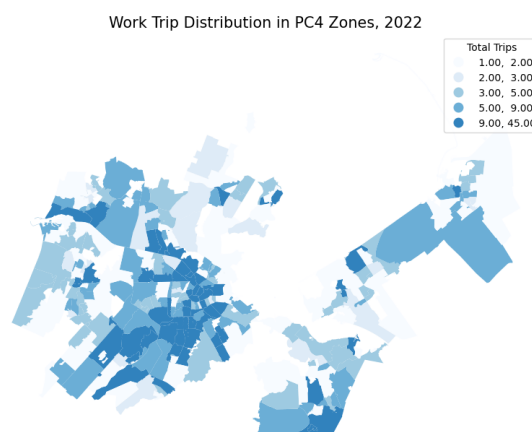 Work Trip Distribution in PC4 Zones, 2022
Total Trips
1.00, 2.00
2.00, 3.00
3.00, 5.00
5.00, 9.00
9.00, 45.00